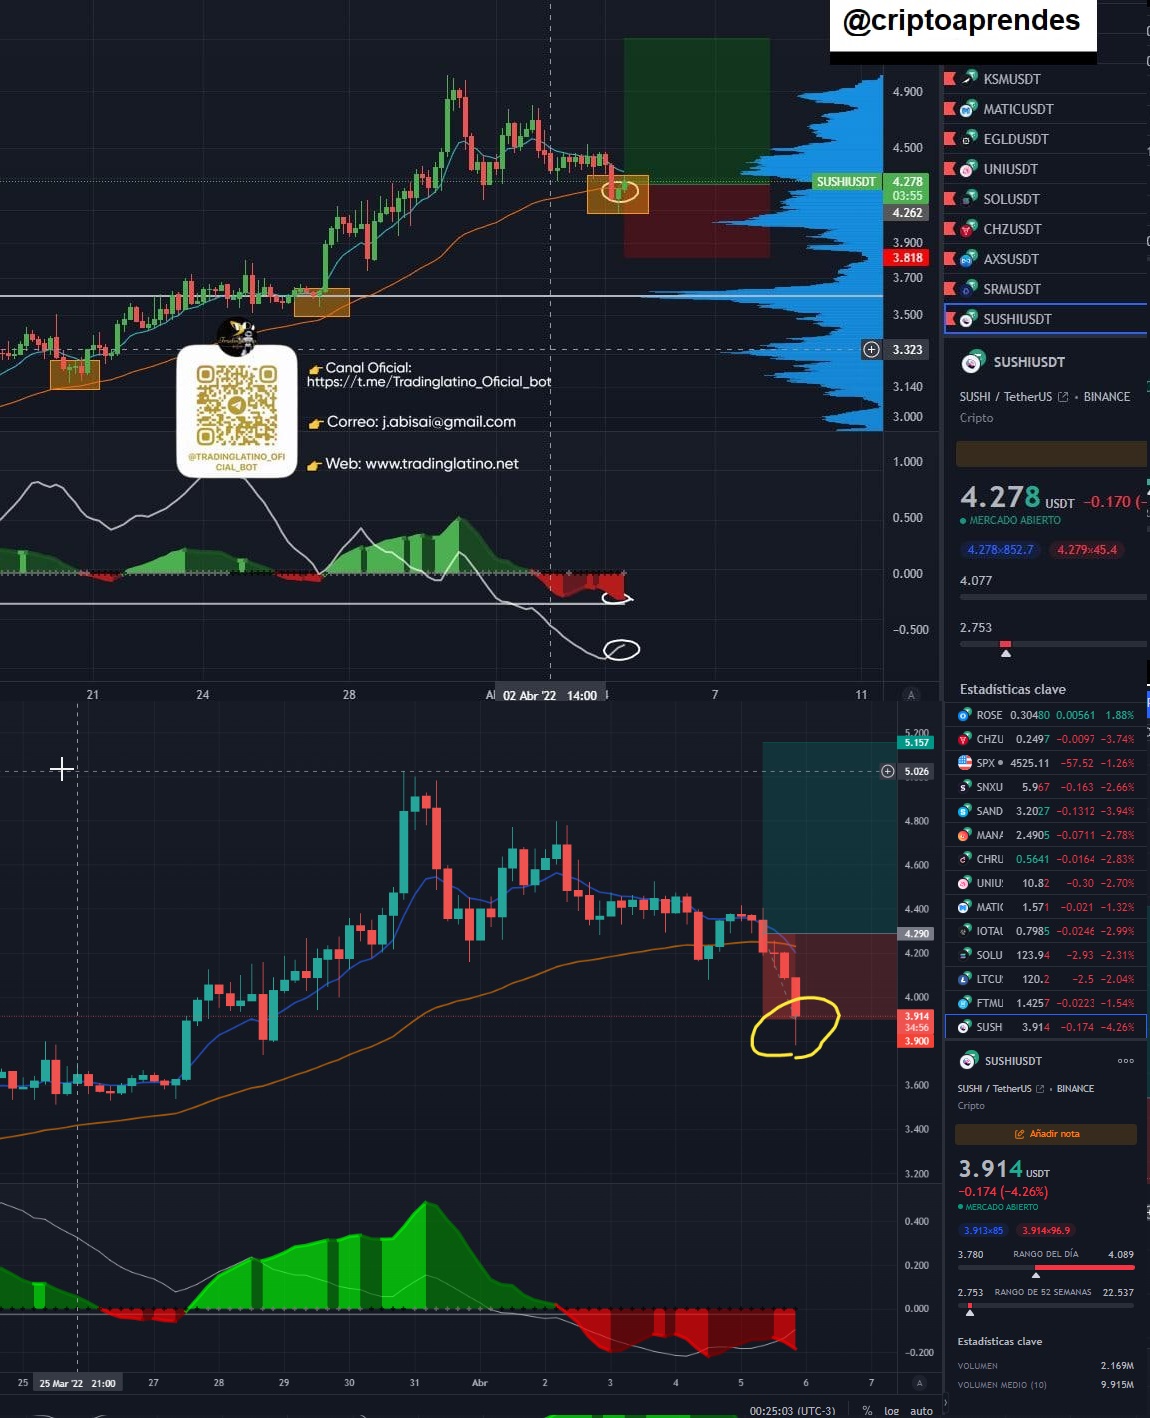 @criptoaprendes
4.900
4.500
SUSHIUSDT
4.278
03:55
4.262
3.900
3.818
3.700
3.500
3.323
3.140
3.000
@TRADINGLATINO_OFI
CIAL_BOT
Canal Oficial:
https://t.me/Tradinglatino_Oficial_bot
Correo: j.abisai@gmail.com
Web: www.tradinglatino.net
1.000
0.500
0.000
−0.500
21
24
28
02 Abr '22 14:00
7
11
A
KSMUSDT
MATICUSDT
EGLDUSDT
UNIUSDT
SOLUSDT
CHZUSDT
AXSUSDT
SRMUSDT
SUSHIUSDT
SUSHIUSDT
SUSHI / TetherUS • BINANCE
Cripto
4.278 USDT −0.170 (−
MERCADO ABIERTO
4.278×852.7 4.279×45.4
4.077
2.753
Estadísticas clave
5.200
5.157
5.026
4.800
4.600
4.400
4.290
4.200
4.000
3.914
34:56
3.900
3.600
3.400
3.200
0.400
0.200
0.000
−0.200
25
25 Mar '22 21:00
27
28
29
30
31
Abr
2
3
4
5
6
7
A
00:25:03 (UTC-3) % log auto
ROSE 0.30480 0.00561 1.88%
CHZU 0.2497 −0.0097 −3.74%
SPX 4525.11 −57.52 −1.26%
SNXU 5.967 −0.163 −2.66%
SAND 3.2027 −0.1312 −3.94%
MANA 2.4905 −0.0711 −2.78%
CHRU 0.5641 −0.0164 −2.83%
UNIUS 10.82 −0.30 −2.70%
MATIC 1.571 −0.021 −1.32%
IOTAU 0.7985 −0.0246 −2.99%
SOLU 123.94 −2.93 −2.31%
LTCUS 120.2 −2.5 −2.04%
FTMU 1.4257 −0.0223 −1.54%
SUSH 3.914 −0.174 −4.26%
SUSHIUSDT
SUSHI / TetherUS • BINANCE
Cripto
Añadir nota
3.914 USDT
−0.174 (−4.26%)
MERCADO ABIERTO
3.913×85 3.914×96.9
3.780 RANGO DEL DÍA 4.089
2.753 RANGO DE 52 SEMANAS 22.537
Estadísticas clave
VOLUMEN 2.169M
VOLUMEN MEDIO (10) 9.915M